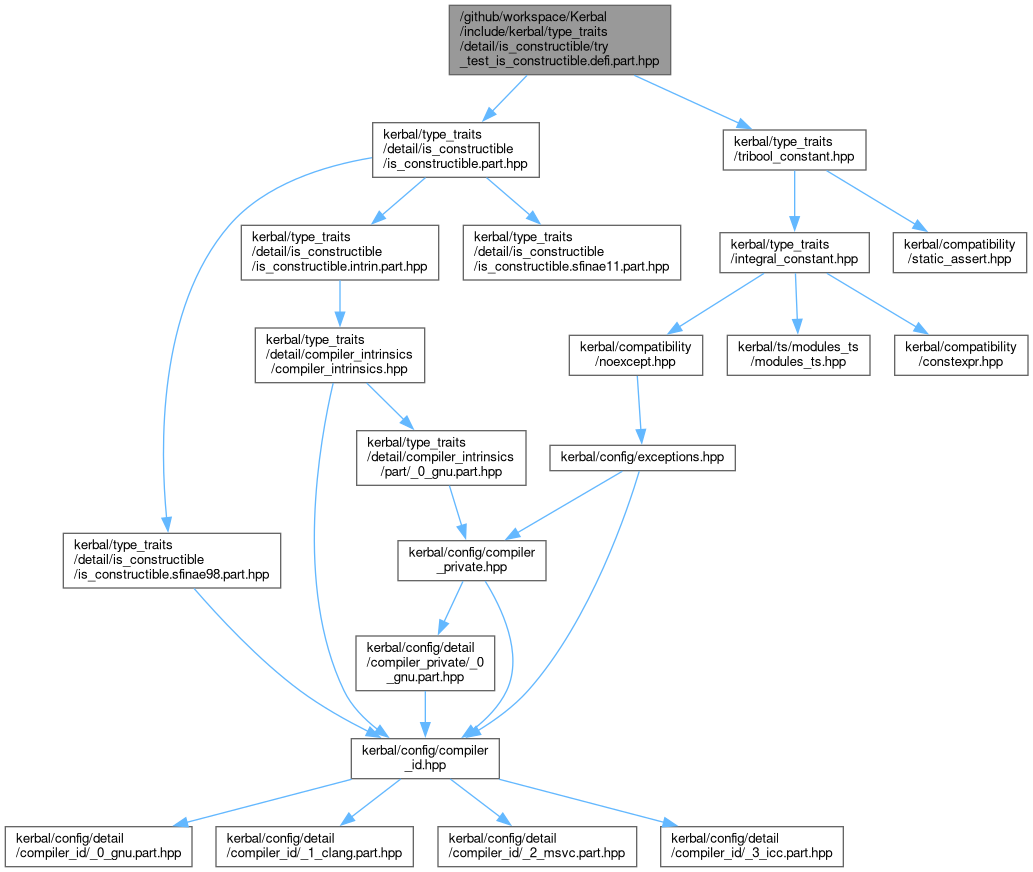 /github/workspace/Kerbal
/include/kerbal/type_traits
/detail/is_constructible/try
_test_is_constructible.defi.part.hpp
kerbal/type_traits
/detail/is_constructible
/is_constructible.part.hpp
kerbal/type_traits
/tribool_constant.hpp
kerbal/type_traits
/detail/is_constructible
/is_constructible.intrin.part.hpp
kerbal/type_traits
/detail/is_constructible
/is_constructible.sfinae11.part.hpp
kerbal/type_traits
/integral_constant.hpp
kerbal/compatibility
/static_assert.hpp
kerbal/type_traits
/detail/compiler_intrinsics
/compiler_intrinsics.hpp
kerbal/compatibility
/noexcept.hpp
kerbal/ts/modules_ts
/modules_ts.hpp
kerbal/compatibility
/constexpr.hpp
kerbal/type_traits
/detail/compiler_intrinsics
/part/_0_gnu.part.hpp
kerbal/config/exceptions.hpp
kerbal/type_traits
/detail/is_constructible
/is_constructible.sfinae98.part.hpp
kerbal/config/compiler
_private.hpp
kerbal/config/detail
/compiler_private/_0
_gnu.part.hpp
kerbal/config/compiler
_id.hpp
kerbal/config/detail
/compiler_id/_0_gnu.part.hpp
kerbal/config/detail
/compiler_id/_1_clang.part.hpp
kerbal/config/detail
/compiler_id/_2_msvc.part.hpp
kerbal/config/detail
/compiler_id/_3_icc.part.hpp